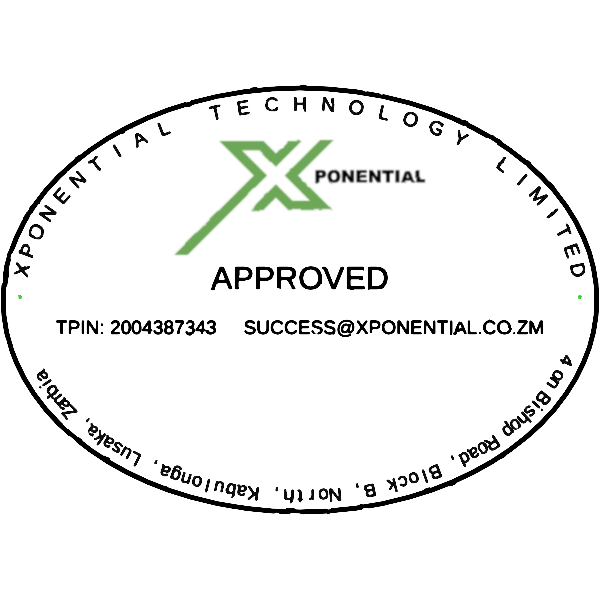 XPONENTIAL TECHNOLOGY LIMITED
XPONENTIAL
APPROVED
TPIN: 2004387343 SUCCESS@XPONENTIAL.CO.ZM
4 on Bishop Road, Block B, North, Kabulonga, Lusaka, Zambia